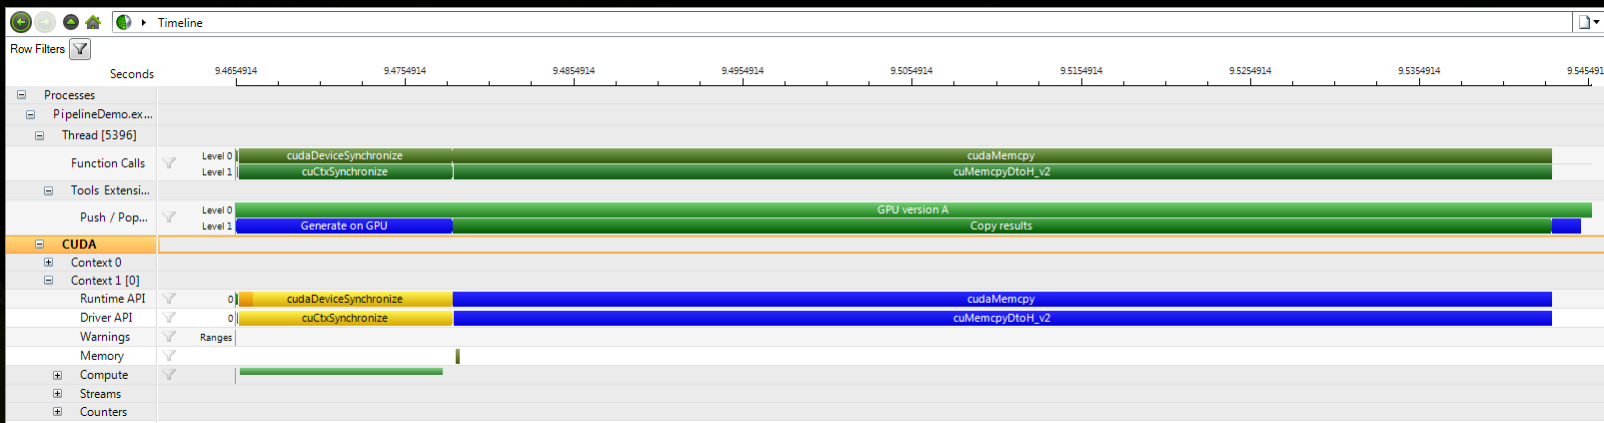 Timeline
Row Filters
Seconds 9.4654914 9.4754914 9.4854914 9.4954914 9.5054914 9.5154914 9.5254914 9.5354914 9.545491
Processes
PipelineDemo.ex...
Thread [5396]
Function Calls Level 0 cudaDeviceSynchronize cudaMemcpy
Level 1 cuCtxSynchronize cuMemcpyDtoH_v2
Tools Extensi...
Push / Pop... Level 0 GPU version A
Level 1 Generate on GPU Copy results
CUDA
Context 0
Context 1 [0]
Runtime API 0 cudaDeviceSynchronize cudaMemcpy
Driver API 0 cuCtxSynchronize cuMemcpyDtoH_v2
Warnings Ranges
Memory
Compute
Streams
Counters